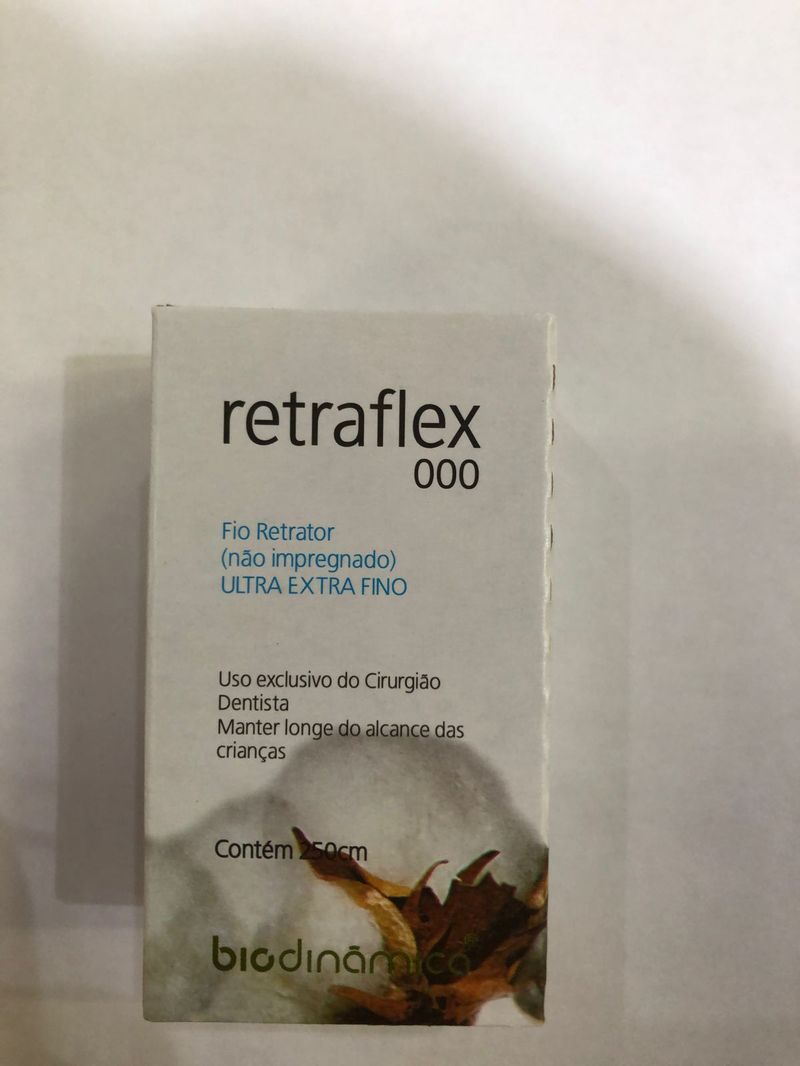 retraflex
000
Fio Retrator
(não impregnado)
ULTRA EXTRA FINO
Uso exclusivo do Cirurgião
Dentista
Manter longe do alcance das
crianças
Contém 250cm
biodinâmica